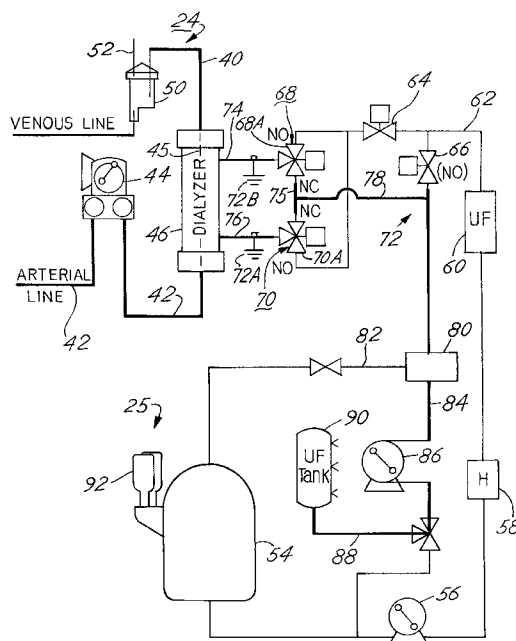 52
24
40
50
VENOUS LINE
68
64
62
74
68A
NO
45
66
(NO)
44
DIALYZER
72B
75
NC
78
UF
46
76
NC
72
60
72A
NO
70A
70
ARTERIAL
LINE
42
42
82
80
84
25
90
92
UF
Tank
86
H
58
54
88
56